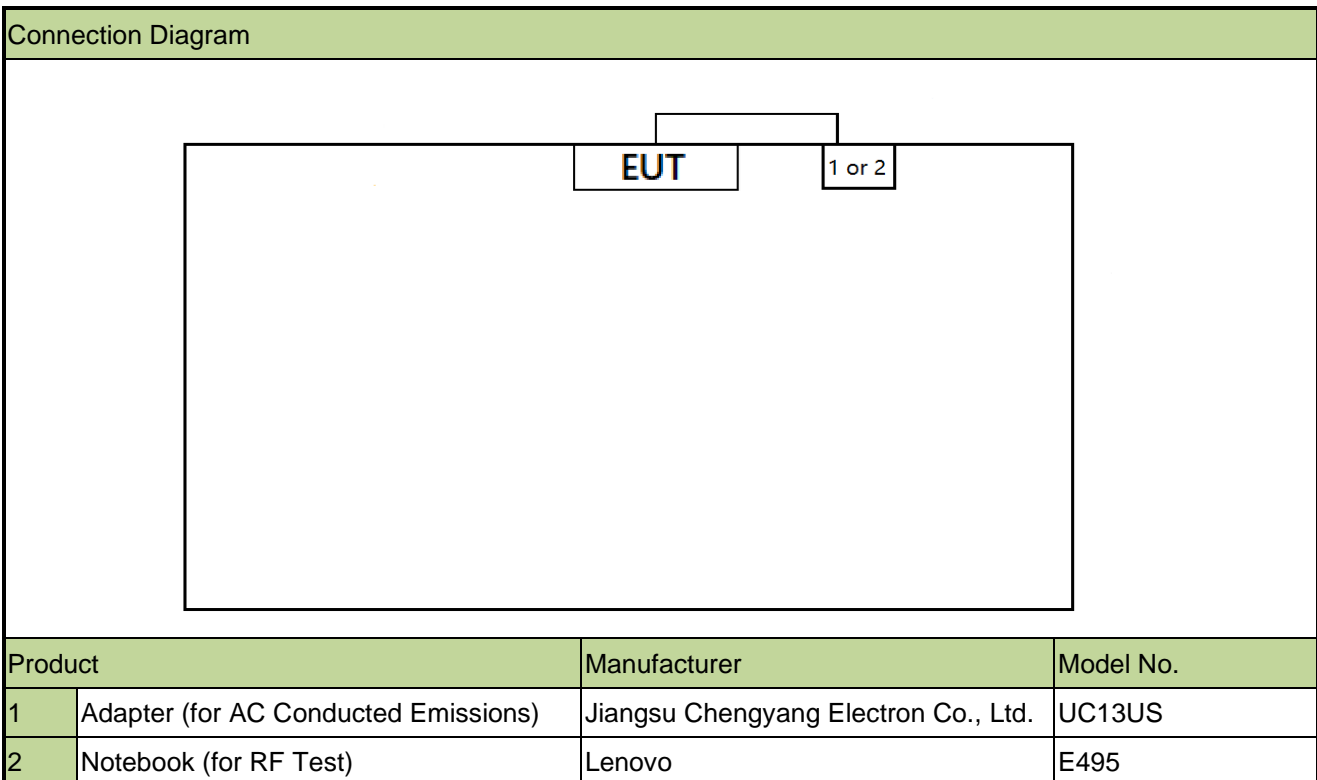 Connection Diagram
EUT
1 or 2
Product Manufacturer Model No.
1 Adapter (for AC Conducted Emissions) Jiangsu Chengyang Electron Co., Ltd. UC13US
2 Notebook (for RF Test) Lenovo E495